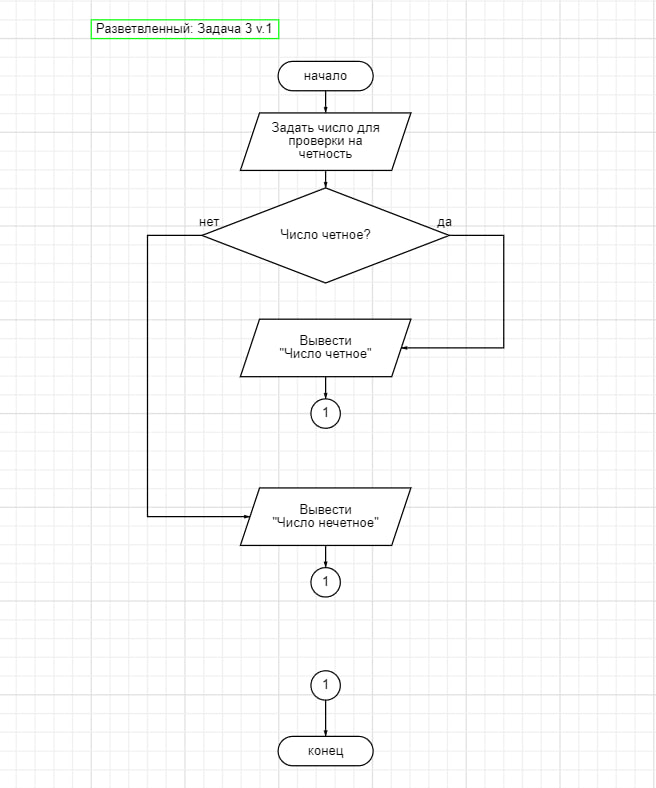 Разветвленный: Задача 3 v.1
начало
Задать число для
проверки на
четность
нет
да
Число четное?
Вывести
"Число четное"
1
Вывести
"Число нечетное"
1
1
конец